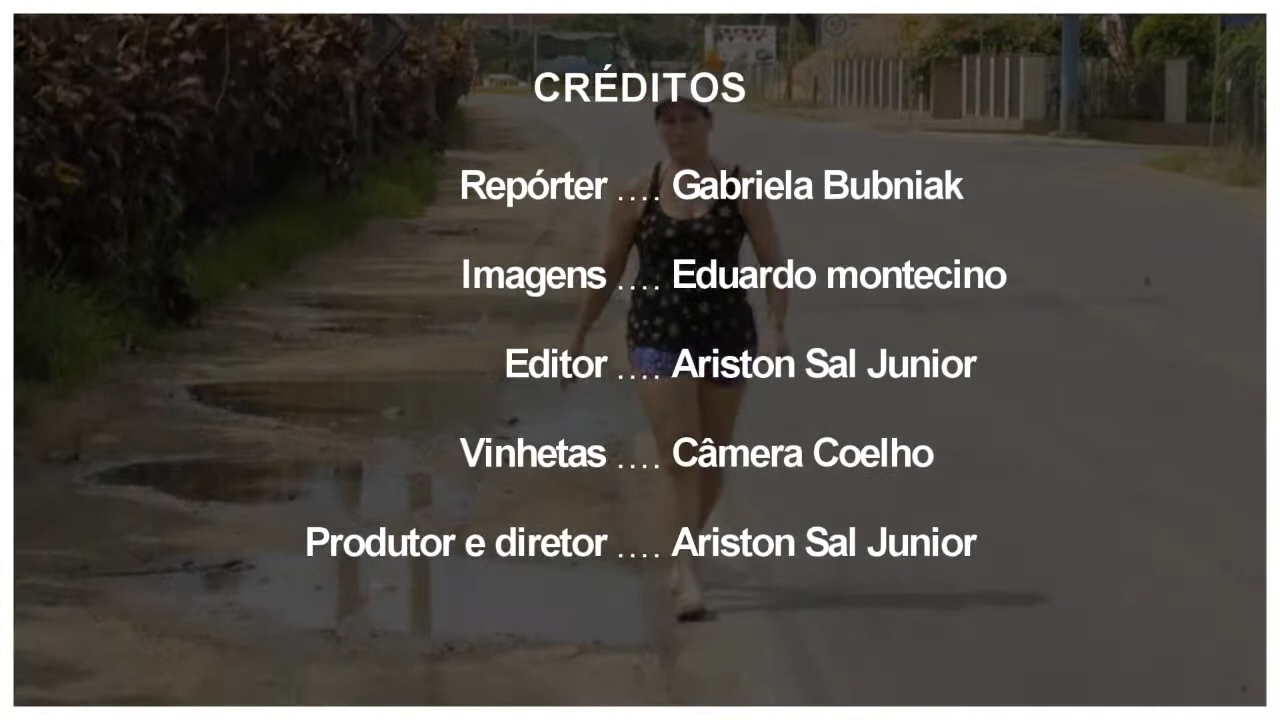 CRÉDITOS
Repórter .... Gabriela Bubniak
Imagens .... Eduardo montecino
Editor .... Ariston Sal Junior
Vinhetas .... Câmera Coelho
Produtor e diretor .... Ariston Sal Junior